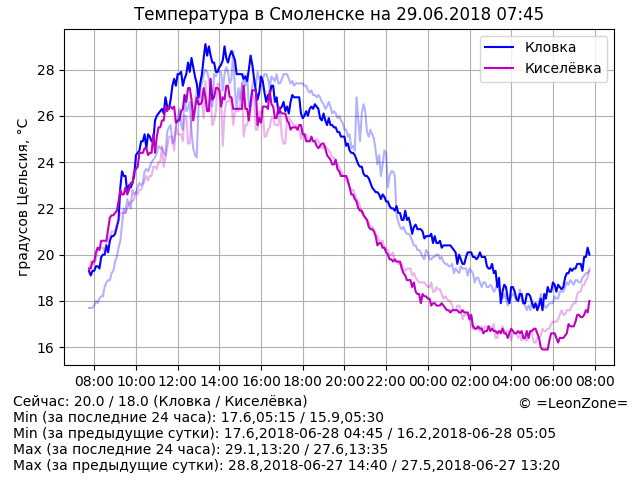 Температура в Смоленске на 29.06.2018 07:45
Кловка
Киселёвка
градусов Цельсия, °C
28
26
24
22
20
18
16
08:00 10:00 12:00 14:00 16:00 18:00 20:00 22:00 00:00 02:00 04:00 06:00 08:00
Сейчас: 20.0 / 18.0 (Кловка / Киселёвка)
© =LeonZone=
Min (за последние 24 часа): 17.6,05:15 / 15.9,05:30
Min (за предыдущие сутки): 17.6,2018-06-28 04:45 / 16.2,2018-06-28 05:05
Max (за последние 24 часа): 29.1,13:20 / 27.6,13:35
Max (за предыдущие сутки): 28.8,2018-06-27 14:40 / 27.5,2018-06-27 13:20